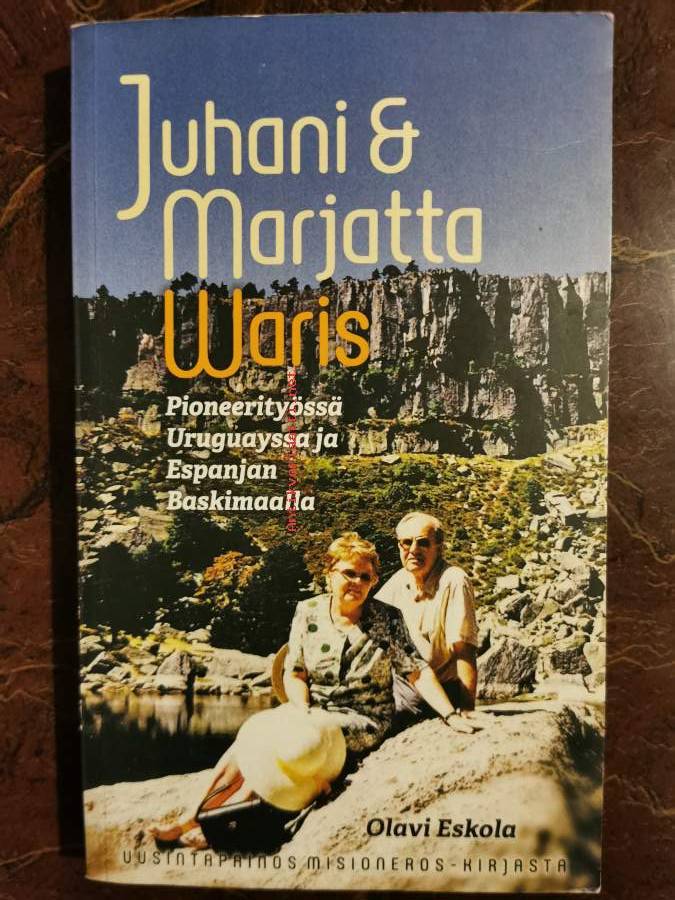 Juhani &
Marjatta
Waris
Pioneerityössä
Uruguayssa ja
Espanjan
Baskimaalla
Olavi Eskola
UUSINTAPAINOS MISIONEROS-KIRJASTA